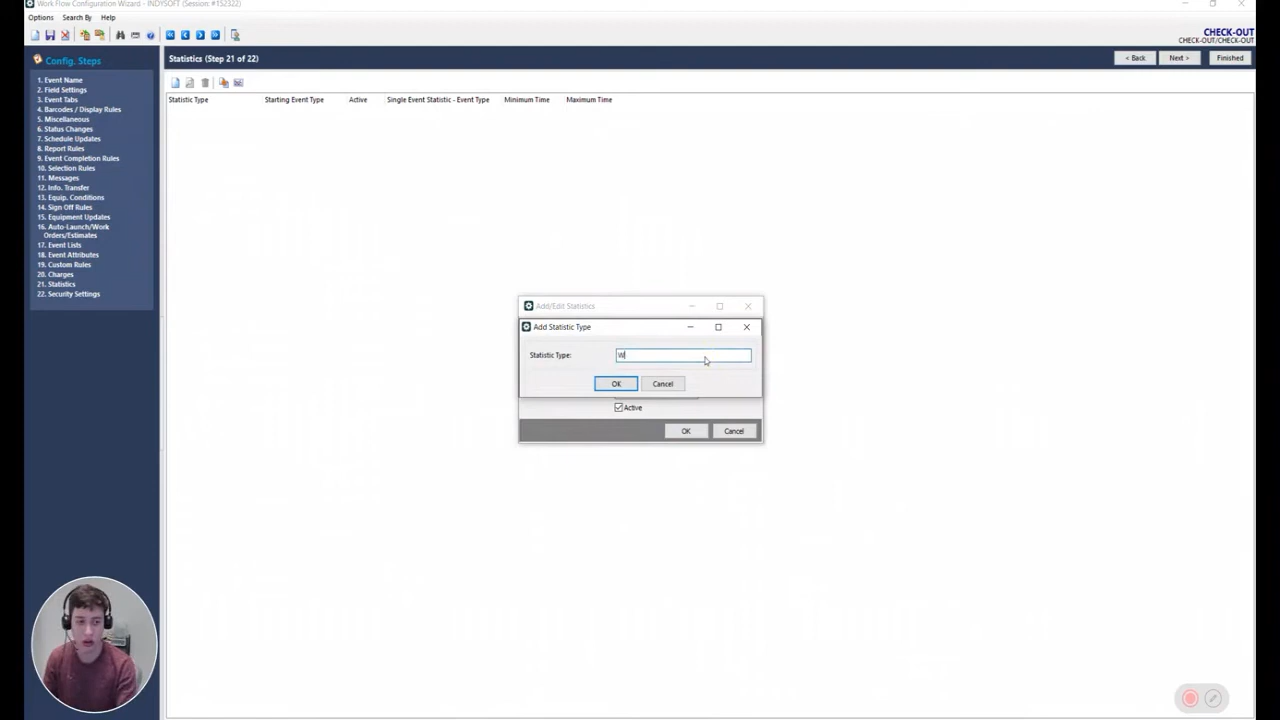 Work Flow Configuration Wizard - INDYSOFT (Session: #152322)
Options Search By Help
CHECK-OUT
CHECK-OUT/CHECK-OUT
Config. Steps
Statistics (Step 21 of 22)
< Back Next > Finished
1. Event Name
2. Field Settings
3. Event Tabs
4. Barcodes / Display Rules
5. Miscellaneous
6. Status Changes
7. Schedule Updates
8. Report Rules
9. Event Completion Rules
10. Selection Rules
11. Messages
12. Info. Transfer
13. Equip. Conditions
14. Sign Off Rules
15. Equipment Updates
16. Auto-Launch/Work
Orders/Estimates
17. Event Lists
18. Event Attributes
19. Custom Rules
20. Charges
21. Statistics
22. Security Settings
Statistic Type Starting Event Type Active Single Event Statistic - Event Type Minimum Time Maximum Time
Add/Edit Statistics
Add Statistic Type
Statistic Type: W
OK Cancel
Active
OK Cancel